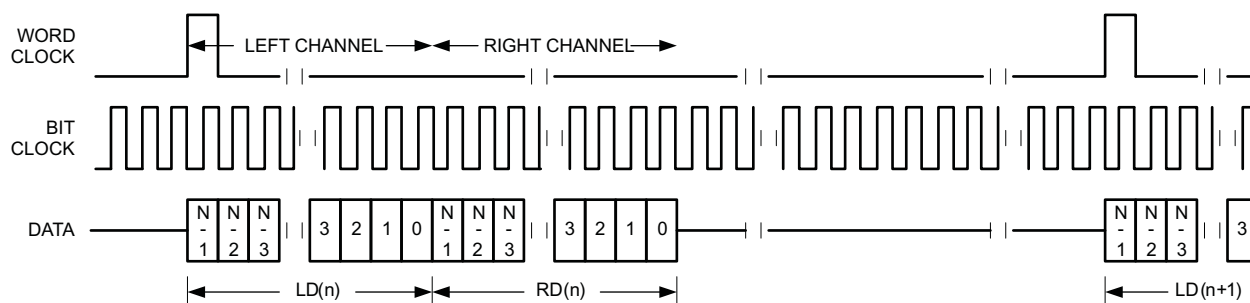 WORD
CLOCK
LEFT CHANNEL
RIGHT CHANNEL
BIT
CLOCK
DATA
N
-
1
N
-
2
N
-
3
3 2 1 0
N
-
1
N
-
2
N
-
3
3 2 1 0
N
-
1
N
-
2
N
-
3
3
LD(n)
RD(n)
LD(n+1)